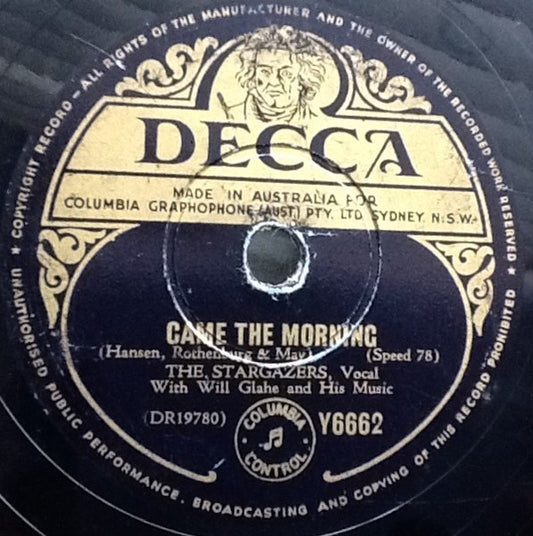 COPYRIGHT RECORD — ALL RIGHTS OF THE MANUFACTURER AND THE OWNER OF THE RECORDED WORK RESERVED ★
DECCA
MADE IN AUSTRALIA FOR
COLUMBIA GRAPHOPHONE (AUST.) PTY. LTD SYDNEY. N.S.W.
CAME THE MORNING
(Hansen, Rothenburg & May) (Speed 78)
THE STARGAZERS, Vocal
With Will Glahe and His Music
(DR19780) COLUMBIA CONTROL Y6662
★ UNAUTHORISED PUBLIC PERFORMANCE. BROADCASTING AND COPYING OF THIS RECORD PROHIBITED